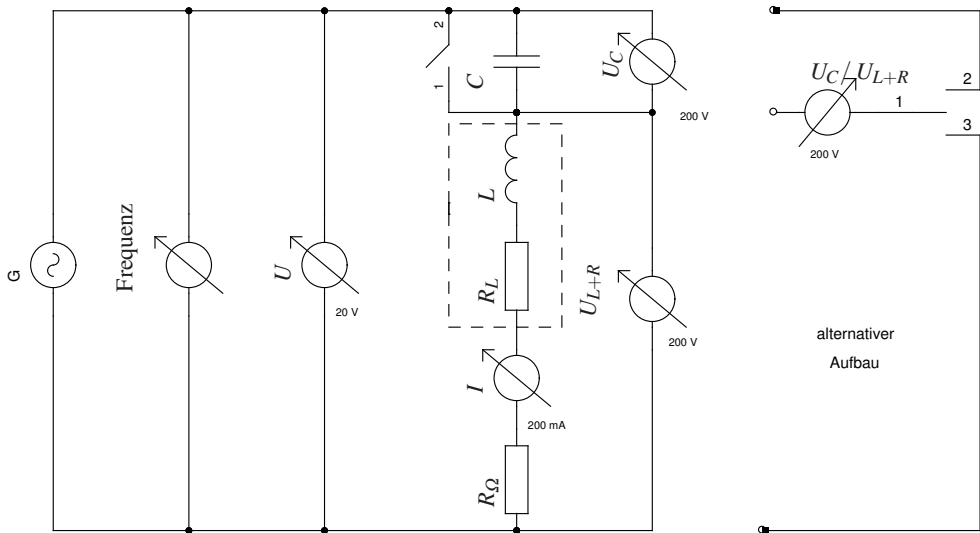 G
Frequenz
U
20 V
2
1
C
L
R_L
I
200 mA
R_Ω
U_C
200 V
U_{L+R}
200 V
U_C/U_{L+R}
200 V
1
2
3
alternativer
Aufbau